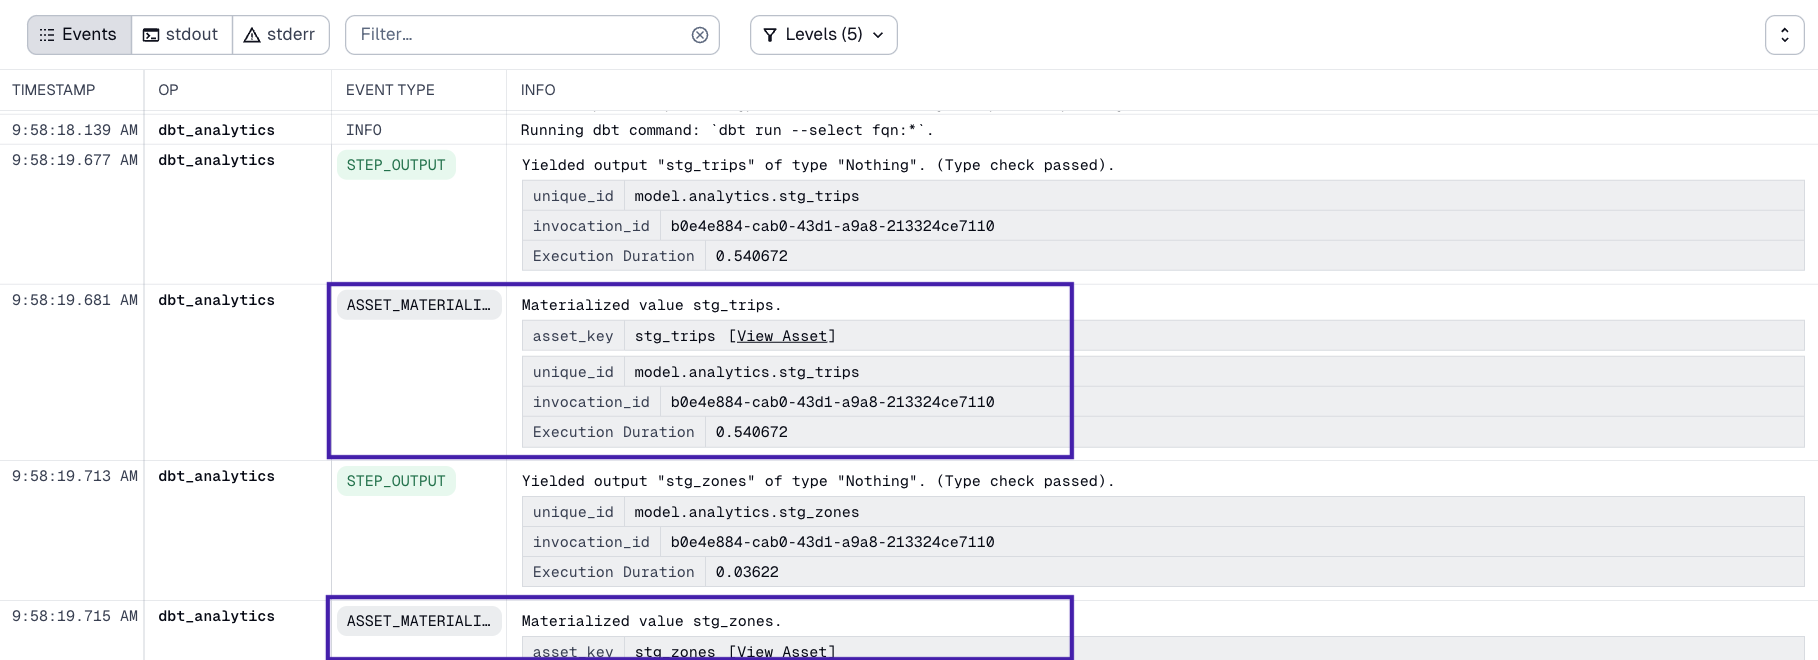 Events stdout stderr Filter... Levels (5)
TIMESTAMP OP EVENT TYPE INFO
9:58:18.139 AM dbt_analytics INFO Running dbt command: `dbt run --select fqn:*`.
9:58:19.677 AM dbt_analytics STEP_OUTPUT Yielded output "stg_trips" of type "Nothing". (Type check passed).
unique_id model.analytics.stg_trips
invocation_id b0e4e884-cab0-43d1-a9a8-213324ce7110
Execution Duration 0.540672
9:58:19.681 AM dbt_analytics ASSET_MATERIALI… Materialized value stg_trips.
asset_key stg_trips [View Asset]
unique_id model.analytics.stg_trips
invocation_id b0e4e884-cab0-43d1-a9a8-213324ce7110
Execution Duration 0.540672
9:58:19.713 AM dbt_analytics STEP_OUTPUT Yielded output "stg_zones" of type "Nothing". (Type check passed).
unique_id model.analytics.stg_zones
invocation_id b0e4e884-cab0-43d1-a9a8-213324ce7110
Execution Duration 0.03622
9:58:19.715 AM dbt_analytics ASSET_MATERIALI… Materialized value stg_zones.
asset_key stg_zones [View Asset]